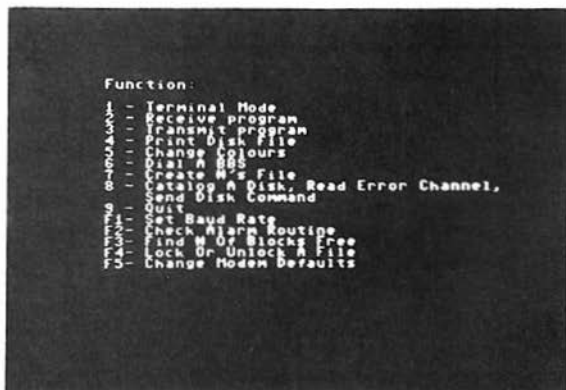 Function:
1 - Terminal Mode
2 - Receive program
3 - Transmit program
4 - Print Disk File
5 - Change Colours
6 - Dial A BBS
7 - Create #'s File
8 - Catalog A Disk, Read Error Channel,
Send Disk Command
9 - Quit
F1- Set Baud Rate
F2- Check Alarm Routine
F3- Find # Of Blocks Free
F4- Lock Or Unlock A File
F5- Change Modem Defaults